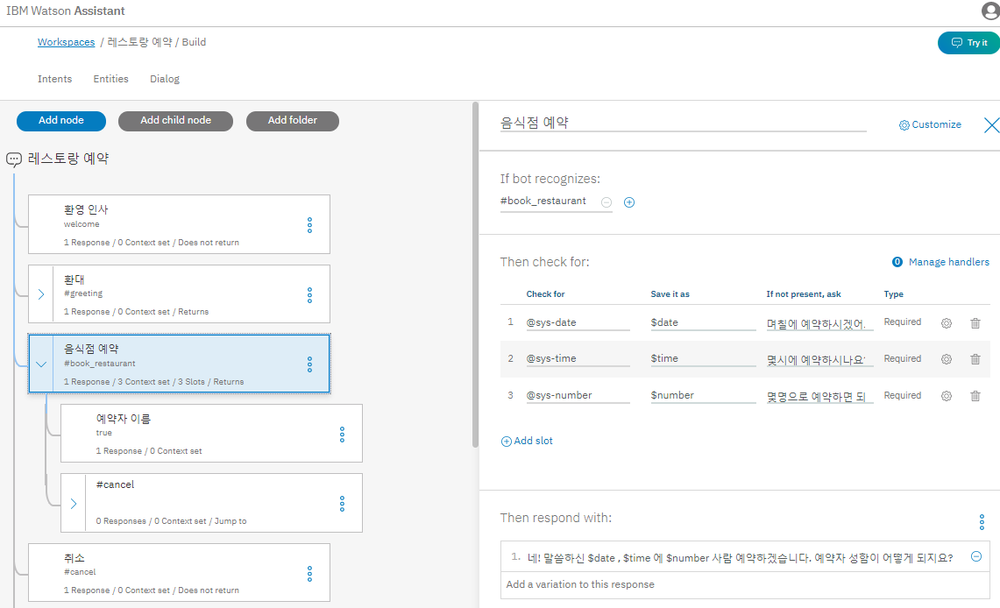 IBM Watson Assistant
Workspaces / 레스토랑 예약 / Build
Try it
Intents Entities Dialog
Add node Add child node Add folder
레스토랑 예약
환영 인사
welcome
1 Response / 0 Context set / Does not return
환대
#greeting
1 Response / 0 Context set / Returns
음식점 예약
#book_restaurant
1 Response / 3 Context set / 3 Slots / Returns
예약자 이름
true
1 Response / 0 Context set
#cancel
0 Responses / 0 Context set / Jump to
취소
#cancel
1 Response / 0 Context set / Does not return
음식점 예약
Customize
If bot recognizes:
#book_restaurant
Then check for:
0 Manage handlers
Check for Save it as If not present, ask Type
1 @sys-date $date 며칠에 예약하시겠어. Required
2 @sys-time $time 몇시에 예약하시나요? Required
3 @sys-number $number 몇명으로 예약하면 되 Required
Add slot
Then respond with:
1. 네! 말씀하신 $date , $time 에 $number 사람 예약하겠습니다. 예약자 성함이 어떻게 되지요?
Add a variation to this response